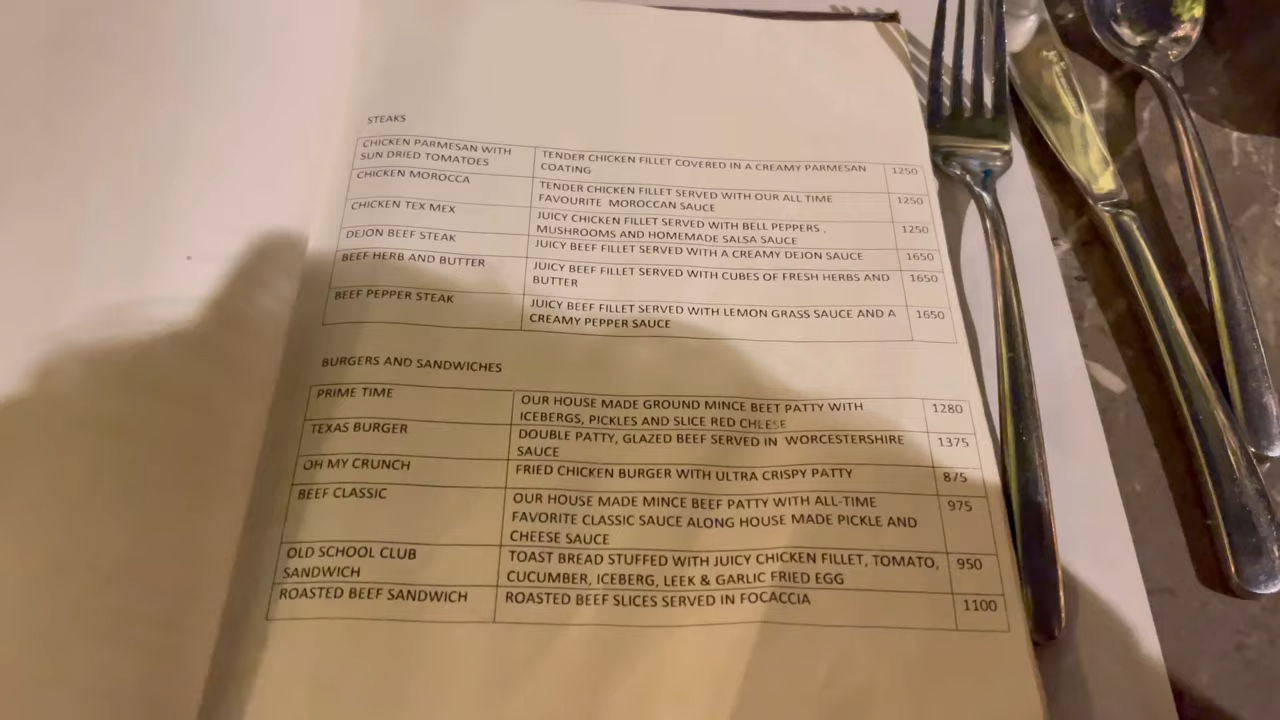 STEAKS
CHICKEN PARMESAN WITH
SUN DRIED TOMATOES
TENDER CHICKEN FILLET COVERED IN A CREAMY PARMESAN
COATING
1250
CHICKEN MOROCCA
TENDER CHICKEN FILLET SERVED WITH OUR ALL TIME
FAVOURITE MOROCCAN SAUCE
1250
CHICKEN TEX MEX
JUICY CHICKEN FILLET SERVED WITH BELL PEPPERS ,
MUSHROOMS AND HOMEMADE SALSA SAUCE
1250
DEJON BEEF STEAK
JUICY BEEF FILLET SERVED WITH A CREAMY DEJON SAUCE
1650
BEEF HERB AND BUTTER
JUICY BEEF FILLET SERVED WITH CUBES OF FRESH HERBS AND
BUTTER
1650
BEEF PEPPER STEAK
JUICY BEEF FILLET SERVED WITH LEMON GRASS SAUCE AND A
CREAMY PEPPER SAUCE
1650
BURGERS AND SANDWICHES
PRIME TIME
OUR HOUSE MADE GROUND MINCE BEET PATTY WITH
ICEBERGS, PICKLES AND SLICE RED CHEESE
1280
TEXAS BURGER
DOUBLE PATTY, GLAZED BEEF SERVED IN WORCESTERSHIRE
SAUCE
1375
OH MY CRUNCH
FRIED CHICKEN BURGER WITH ULTRA CRISPY PATTY
875
BEEF CLASSIC
OUR HOUSE MADE MINCE BEEF PATTY WITH ALL-TIME
FAVORITE CLASSIC SAUCE ALONG HOUSE MADE PICKLE AND
CHEESE SAUCE
975
OLD SCHOOL CLUB
SANDWICH
TOAST BREAD STUFFED WITH JUICY CHICKEN FILLET, TOMATO,
CUCUMBER, ICEBERG, LEEK & GARLIC FRIED EGG
950
ROASTED BEEF SANDWICH
ROASTED BEEF SLICES SERVED IN FOCACCIA
1100